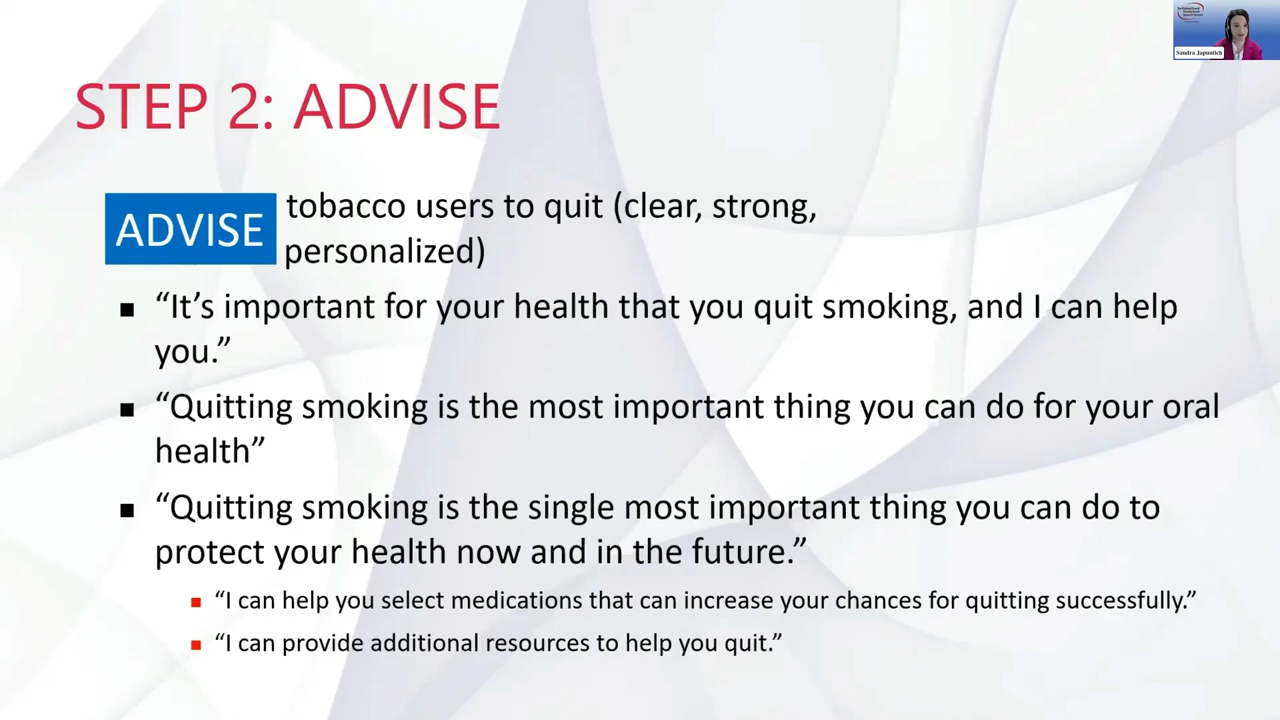 Sandra Japuntich
STEP 2: ADVISE
ADVISE
tobacco users to quit (clear, strong,
personalized)
▪ “It’s important for your health that you quit smoking, and I can help
you.”
▪ “Quitting smoking is the most important thing you can do for your oral
health”
▪ “Quitting smoking is the single most important thing you can do to
protect your health now and in the future.”
▪ “I can help you select medications that can increase your chances for quitting successfully.”
▪ “I can provide additional resources to help you quit.”